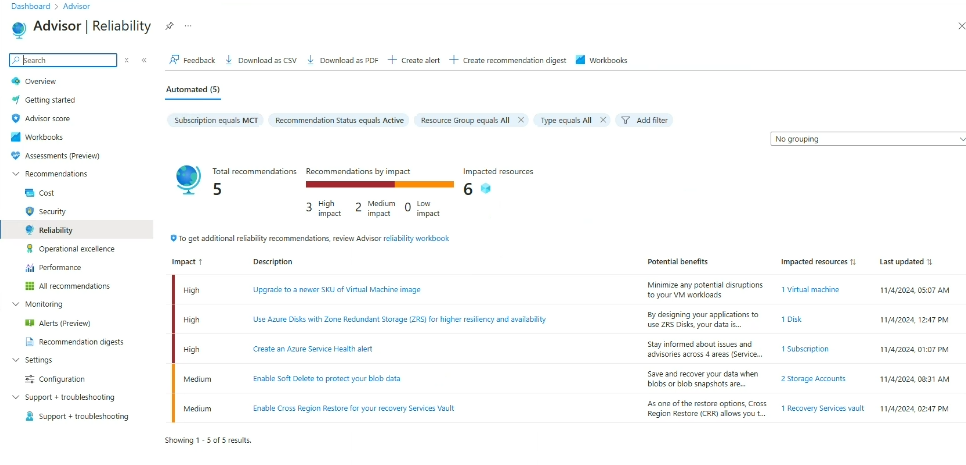 Dashboard > Advisor
Advisor | Reliability
Search
Overview
Getting started
Advisor score
Workbooks
Assessments (Preview)
Recommendations
Cost
Security
Reliability
Operational excellence
Performance
All recommendations
Monitoring
Alerts (Preview)
Recommendation digests
Settings
Configuration
Support + troubleshooting
Support + troubleshooting
Feedback Download as CSV Download as PDF Create alert Create recommendation digest Workbooks
Automated (5)
Subscription equals MCT Recommendation Status equals Active Resource Group equals All Type equals All Add filter
No grouping
Total recommendations
5
Recommendations by impact
3 High impact 2 Medium impact 0 Low impact
Impacted resources
6
To get additional reliability recommendations, review Advisor reliability workbook
Impact ↑ Description Potential benefits Impacted resources ↑↓ Last updated ↑↓
High Upgrade to a newer SKU of Virtual Machine image Minimize any potential disruptions to your VM workloads 1 Virtual machine 11/4/2024, 05:07 AM
High Use Azure Disks with Zone Redundant Storage (ZRS) for higher resiliency and availability By designing your applications to use ZRS Disks, your data is... 1 Disk 11/4/2024, 12:47 PM
High Create an Azure Service Health alert Stay informed about issues and advisories across 4 areas (Service... 1 Subscription 11/4/2024, 01:07 PM
Medium Enable Soft Delete to protect your blob data Save and recover your data when blobs or blob snapshots are... 2 Storage Accounts 11/4/2024, 08:31 AM
Medium Enable Cross Region Restore for your recovery Services Vault As one of the restore options, Cross Region Restore (CRR) allows you t... 1 Recovery Services vault 11/4/2024, 02:47 PM
Showing 1 - 5 of 5 results.